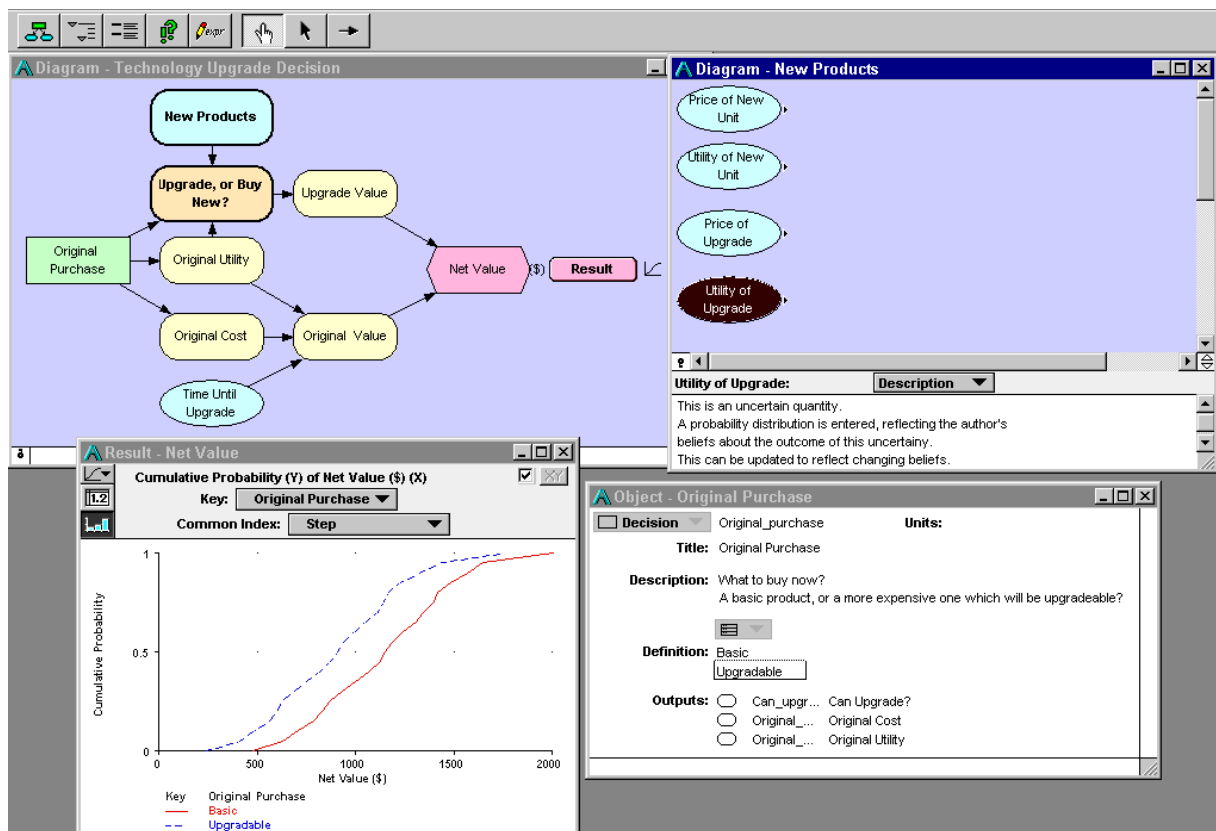 expr
Diagram - Technology Upgrade Decision
New Products
Upgrade, or Buy
New?
Upgrade Value
Original
Purchase
Original Utility
Net Value
($)
Result
Original Cost
Original Value
Time Until
Upgrade
Diagram - New Products
Price of New
Unit
Utility of New
Unit
Price of
Upgrade
Utility of
Upgrade
Utility of Upgrade:
Description
This is an uncertain quantity.
A probability distribution is entered, reflecting the author's
beliefs about the outcome of this uncertainy.
This can be updated to reflect changing beliefs.
Result - Net Value
1.2
Cumulative Probability (Y) of Net Value ($) (X)
XY
Key: Original Purchase
Common Index: Step
Cumulative Probability
1
0.5
0
0 500 1000 1500 2000
Net Value ($)
Key Original Purchase
Basic
Upgradable
Object - Original Purchase
Decision Original_purchase Units:
Title: Original Purchase
Description: What to buy now?
A basic product, or a more expensive one which will be upgradeable?
Definition: Basic
Upgradable
Outputs: Can_upgr... Can Upgrade?
Original_... Original Cost
Original_... Original Utility